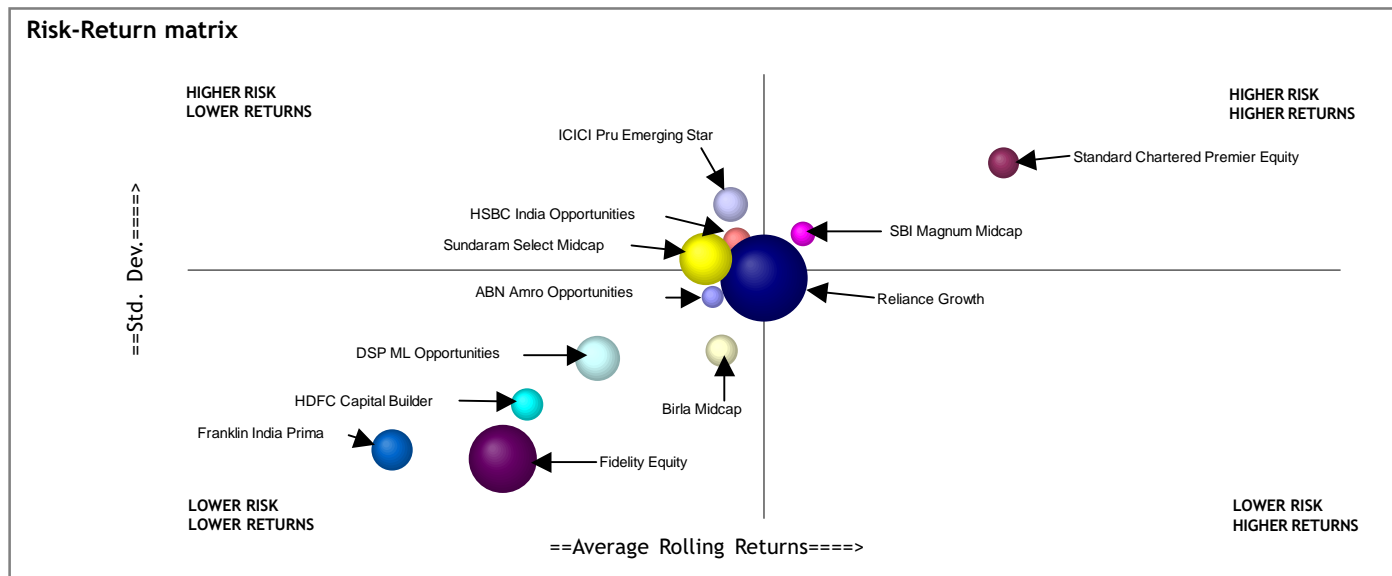 Risk-Return matrix
HIGHER RISK
LOWER RETURNS
HIGHER RISK
HIGHER RETURNS
ICICI Pru Emerging Star
Standard Chartered Premier Equity
HSBC India Opportunities
SBI Magnum Midcap
Sundaram Select Midcap
ABN Amro Opportunities
Reliance Growth
DSP ML Opportunities
HDFC Capital Builder
Birla Midcap
Franklin India Prima
Fidelity Equity
LOWER RISK
LOWER RETURNS
LOWER RISK
HIGHER RETURNS
==Std. Dev.====>
==Average Rolling Returns====>